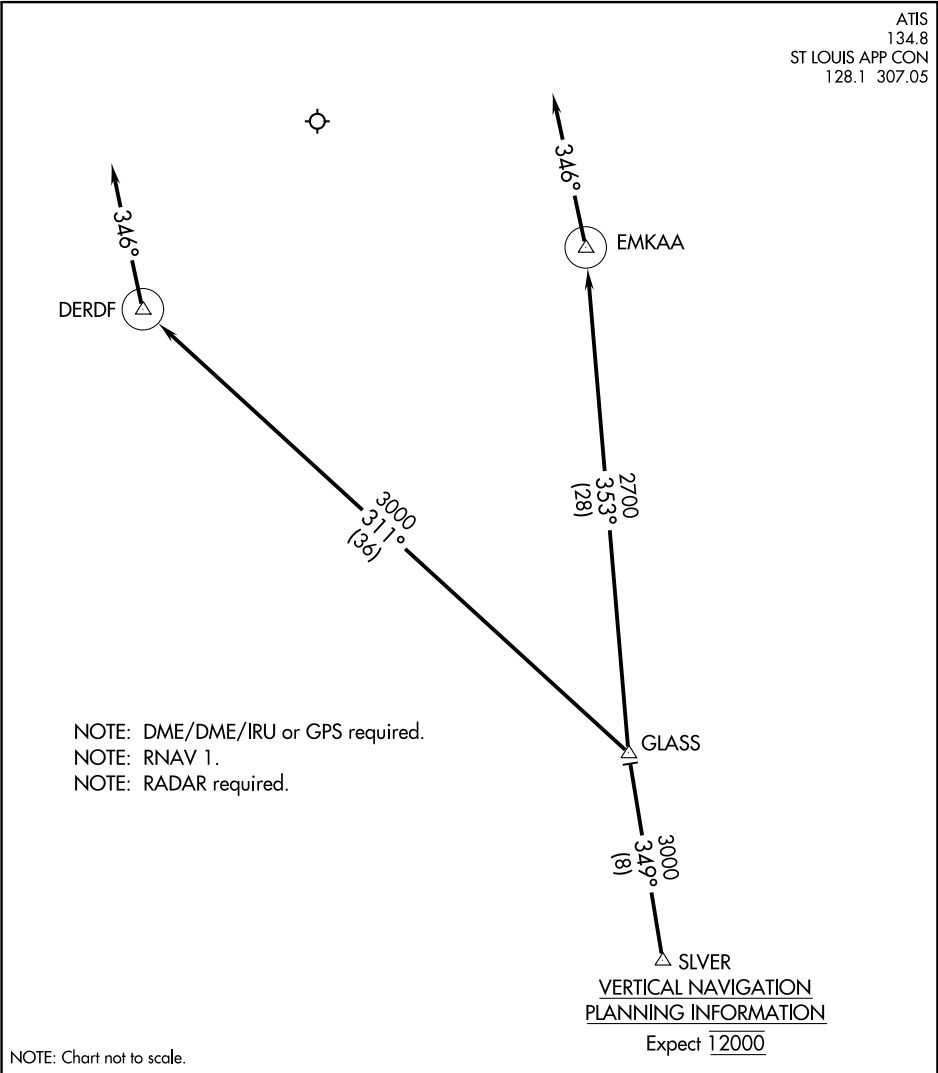 ATIS
134.8
ST LOUIS APP CON
128.1 307.05
346°
346°
EMKAA
DERDF
2700
353°
(28)
3000
311°
(36)
NOTE: DME/DME/IRU or GPS required.
NOTE: RNAV 1.
NOTE: RADAR required.
GLASS
3000
349°
(8)
SLVER
VERTICAL NAVIGATION
PLANNING INFORMATION
Expect 12000
NOTE: Chart not to scale.